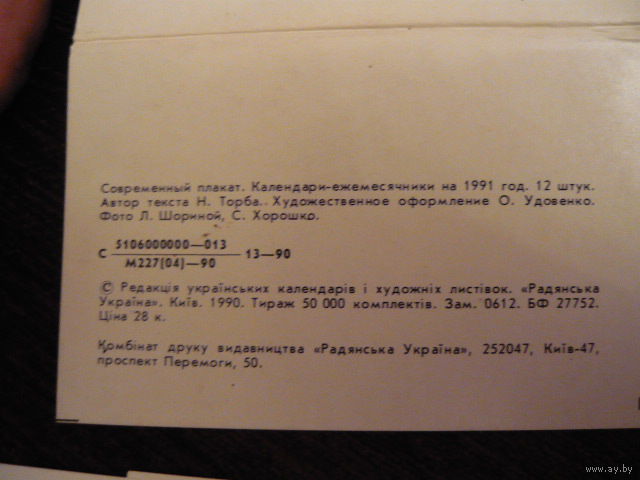 Современный плакат. Календари-ежемесячники на 1991 год. 12 штук.
Автор текста Н. Торба. Художественное оформление О. Удовенко.
Фото Л. Шориной, С. Хорошко.
С 5106000000—013 13—90
М227(04)—90
© Редакція українських календарів і художніх листівок. «Радянська
Україна». Київ. 1990. Тираж 50 000 комплектів. Зам. 0612. БФ 27752.
Ціна 28 к.
Комбінат друку видавництва «Радянська Україна», 252047, Київ-47,
проспект Перемоги, 50.
www.ay.by